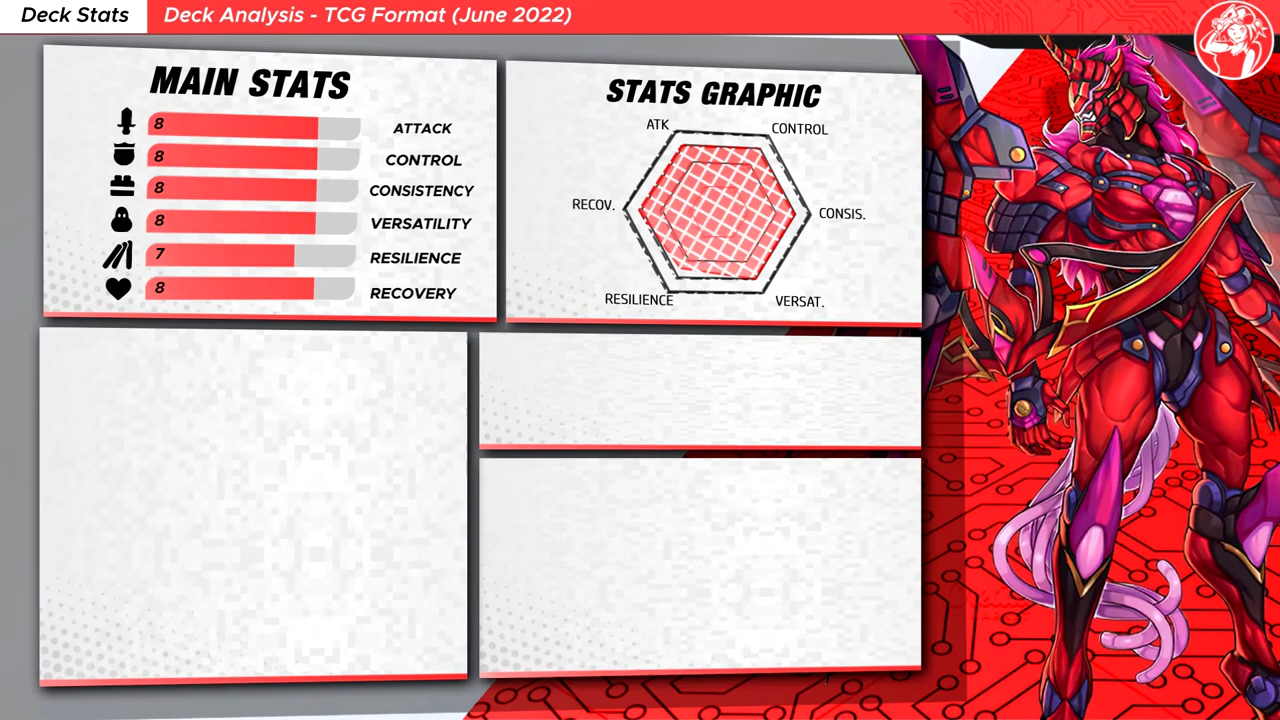 Deck Stats
Deck Analysis - TCG Format (June 2022)
MAIN STATS
8 ATTACK
8 CONTROL
8 CONSISTENCY
8 VERSATILITY
7 RESILIENCE
8 RECOVERY
STATS GRAPHIC
ATK CONTROL
RECOV. CONSIS.
RESILIENCE VERSAT.